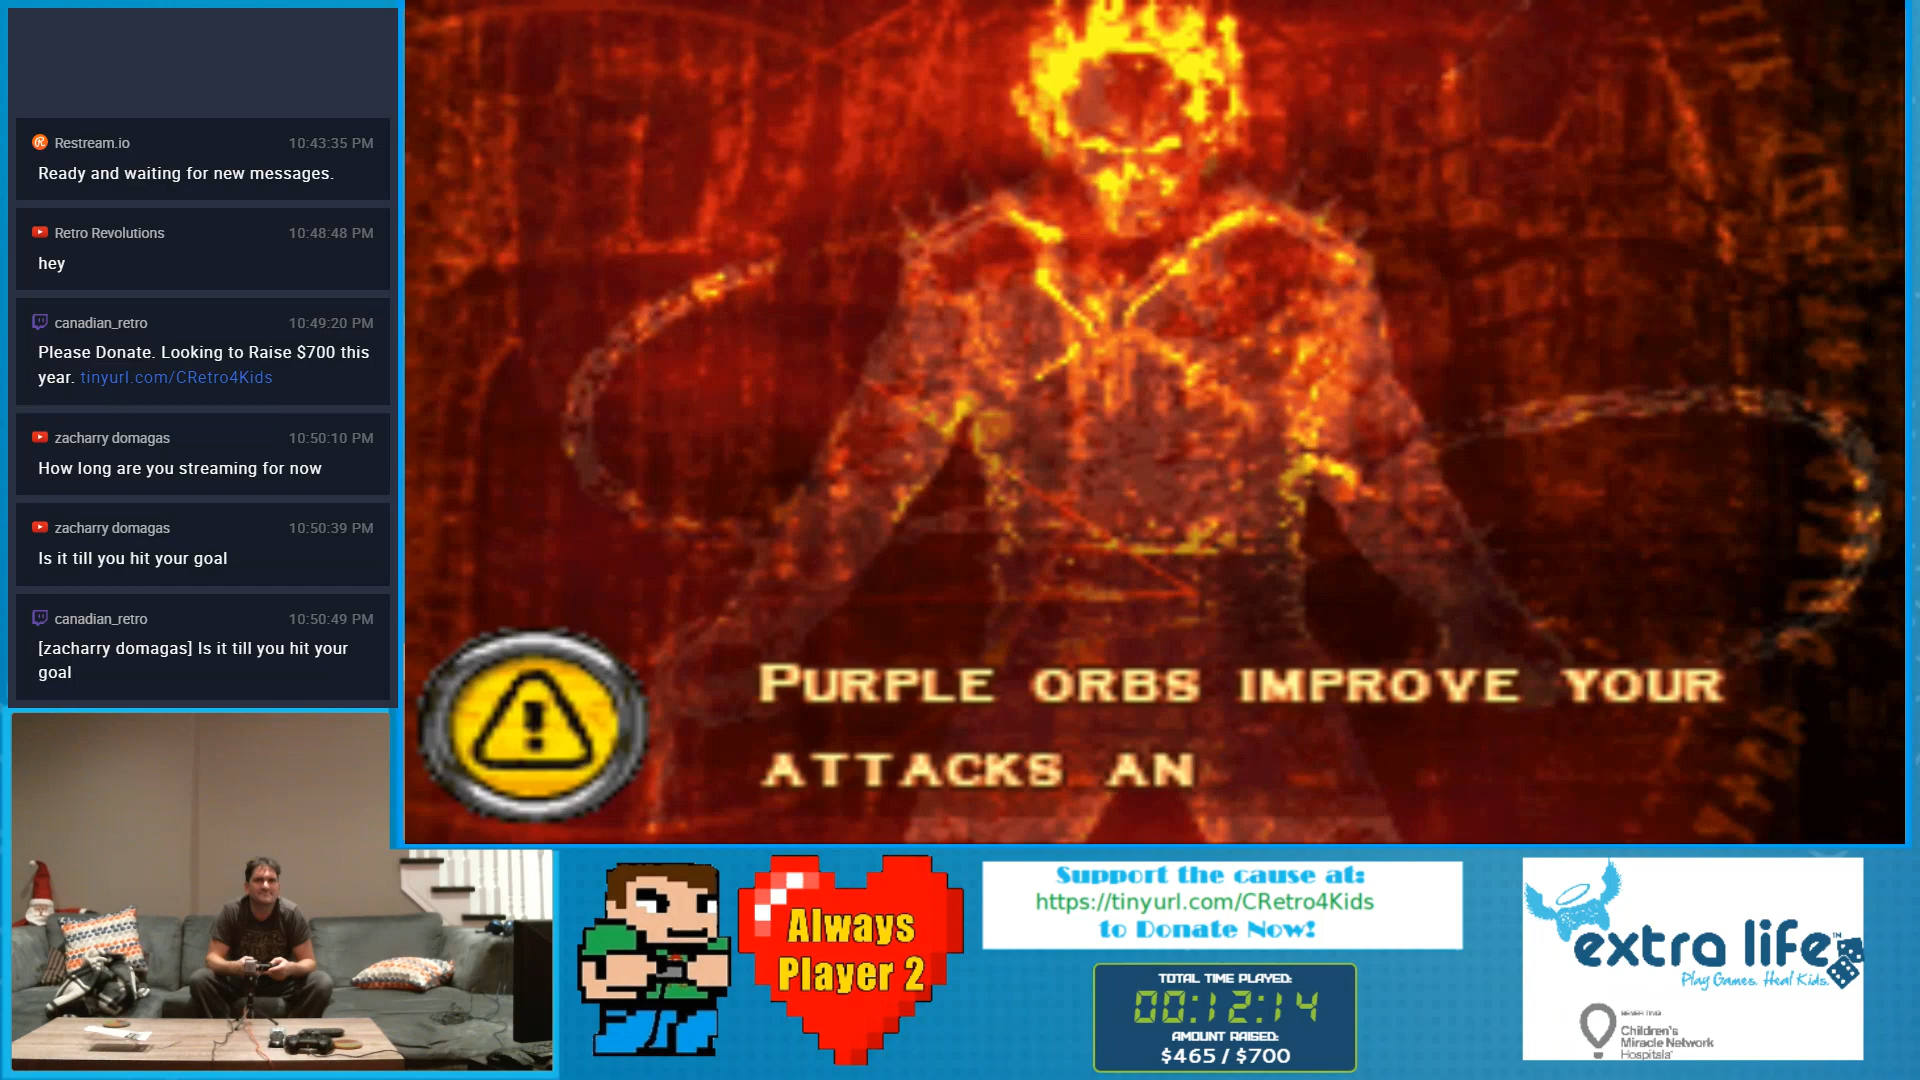 Restream.io 10:43:35 PM
Ready and waiting for new messages.
Retro Revolutions 10:48:48 PM
hey
canadian_retro 10:49:20 PM
Please Donate. Looking to Raise $700 this
year. tinyurl.com/CRetro4Kids
zacharry domagas 10:50:10 PM
How long are you streaming for now
zacharry domagas 10:50:39 PM
Is it till you hit your goal
canadian_retro 10:50:49 PM
[zacharry domagas] Is it till you hit your
goal
PURPLE ORBS IMPROVE YOUR
ATTACKS AN
Always
Player 2
Support the cause at:
https://tinyurl.com/CRetro4Kids
to Donate Now!
TOTAL TIME PLAYED:
00:12:14
AMOUNT RAISED:
$465 / $700
extra life
Play Games. Heal Kids.
BENEFITING
Children's
Miracle Network
Hospitals